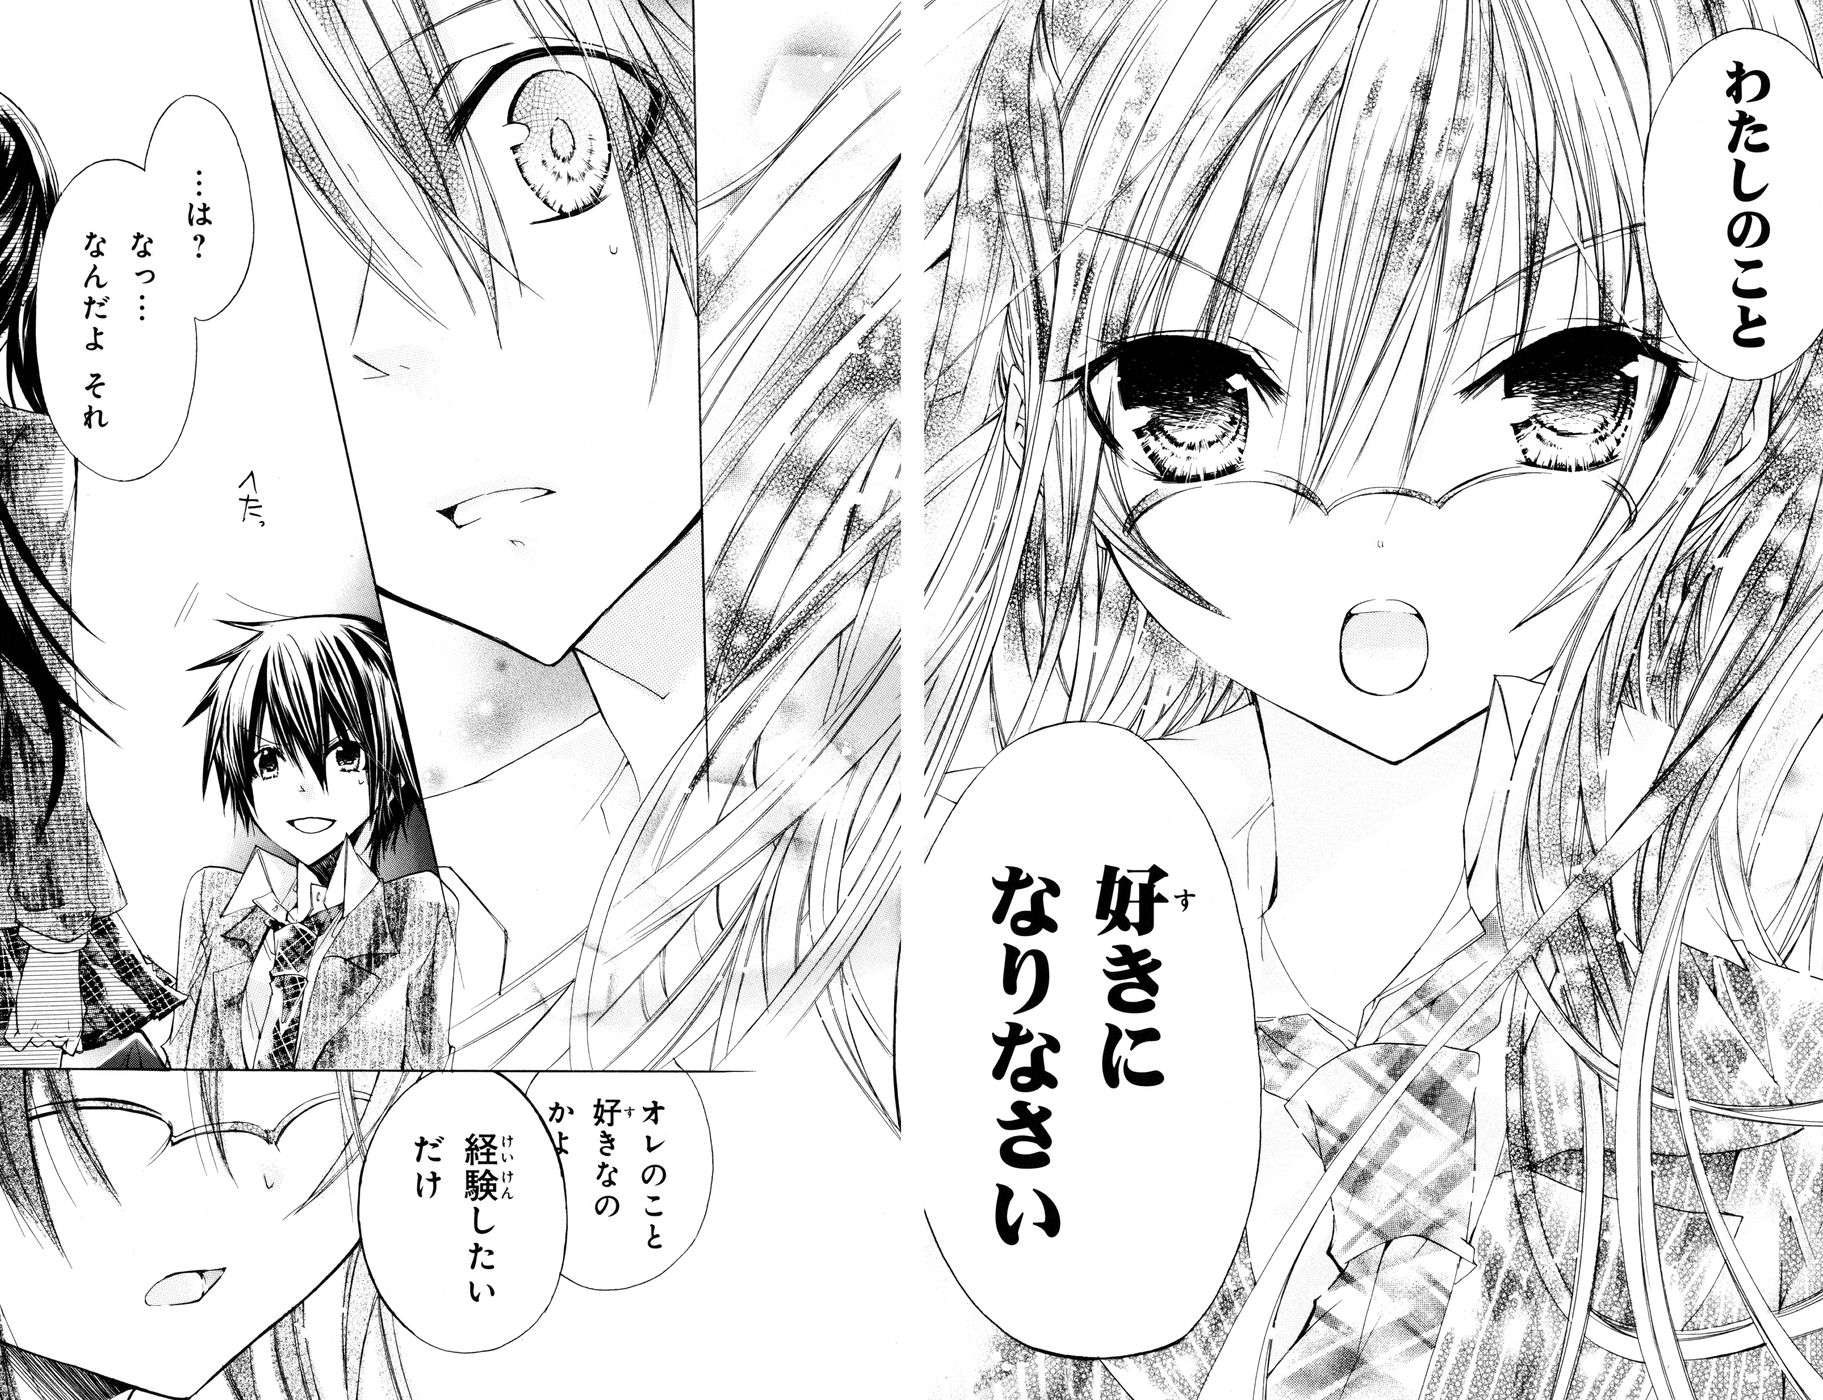 わたしのこと
好きに
なりなさい
…は?
なっ…
なんだよ それ
へたっ
オレのこと
好きなの
かよ
経験したい
だけ